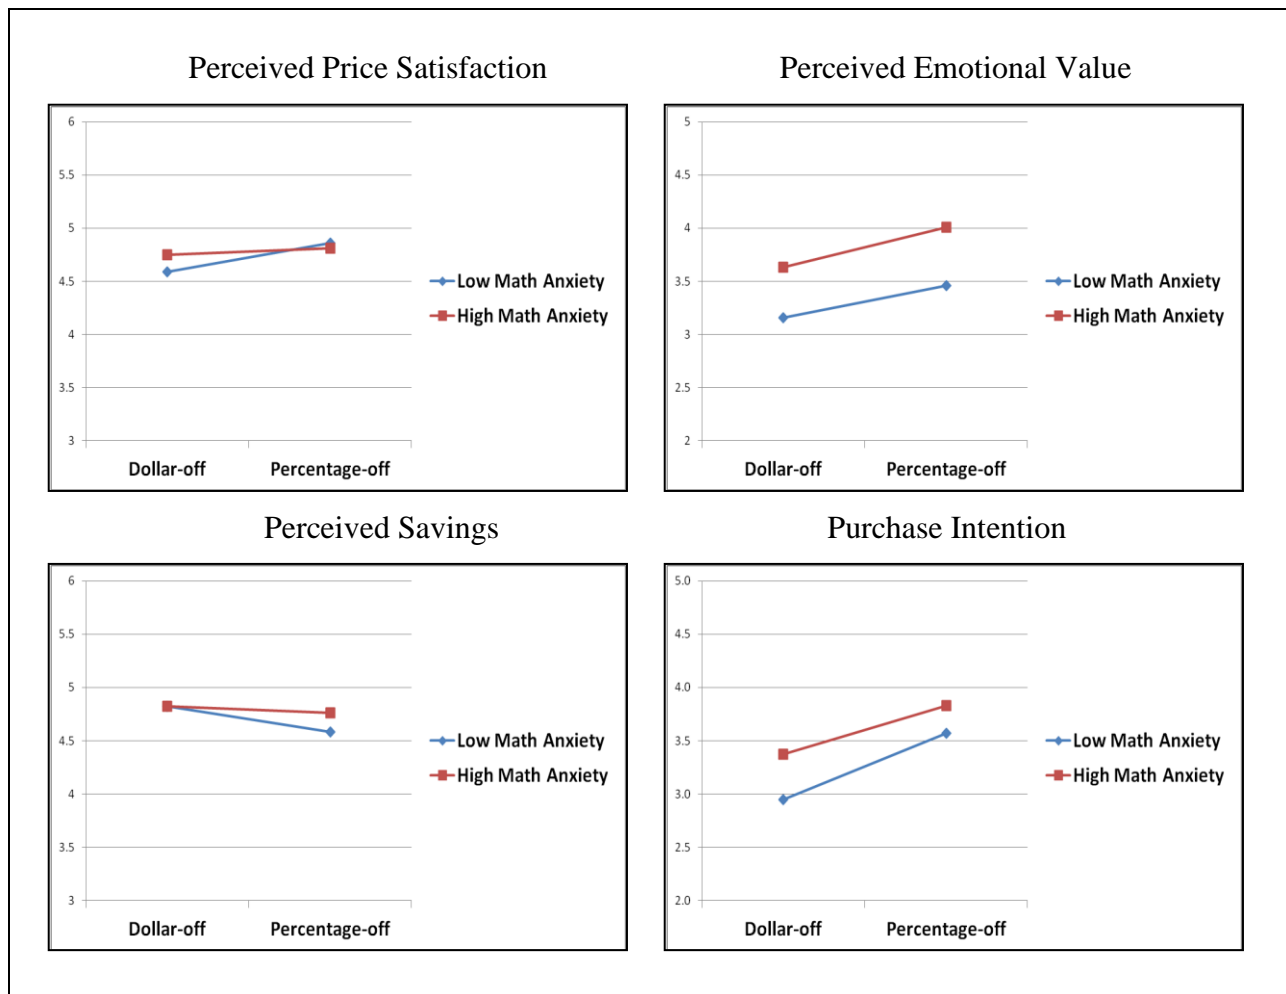 Perceived Price Satisfaction
6
5.5
5
4.5
4
3.5
3
Dollar-off Percentage-off
Low Math Anxiety
High Math Anxiety
Perceived Emotional Value
5
4.5
4
3.5
3
2.5
2
Dollar-off Percentage-off
Low Math Anxiety
High Math Anxiety
Perceived Savings
6
5.5
5
4.5
4
3.5
3
Dollar-off Percentage-off
Low Math Anxiety
High Math Anxiety
Purchase Intention
5.0
4.5
4.0
3.5
3.0
2.5
2.0
Dollar-off Percentage-off
Low Math Anxiety
High Math Anxiety